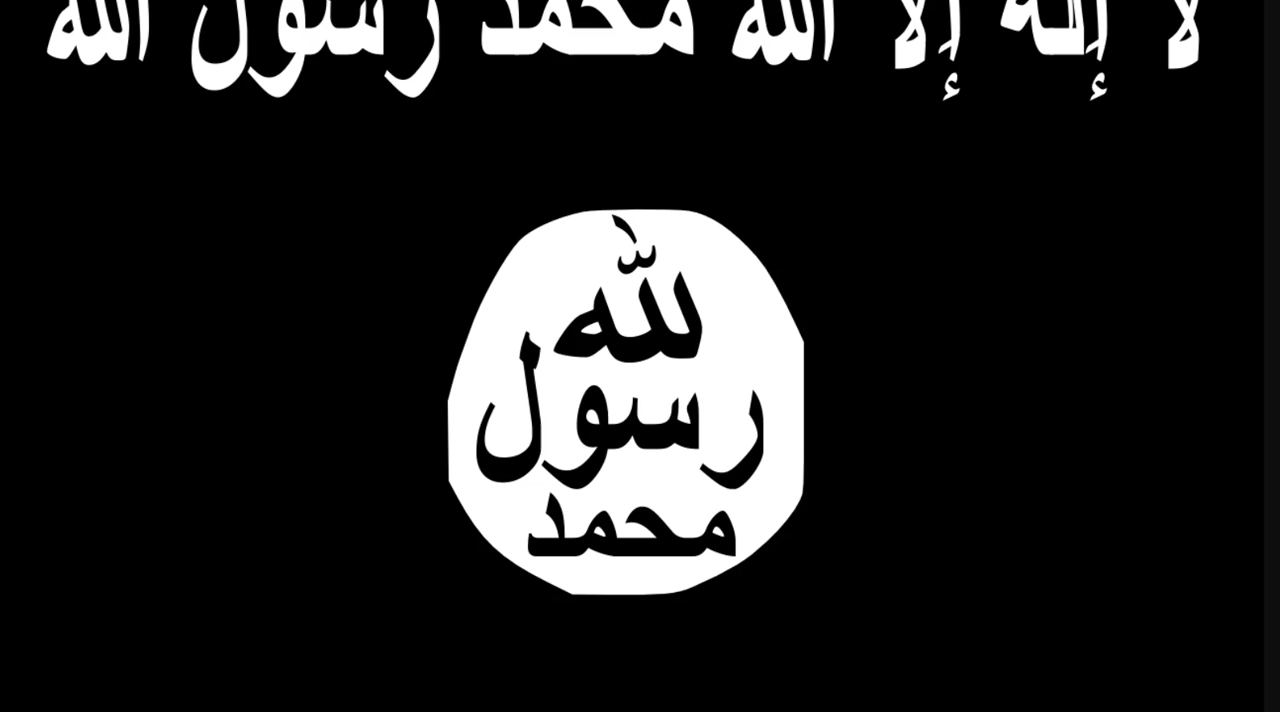 لا إله إلا الله محمد رسول الله
الله
رسول
محمد